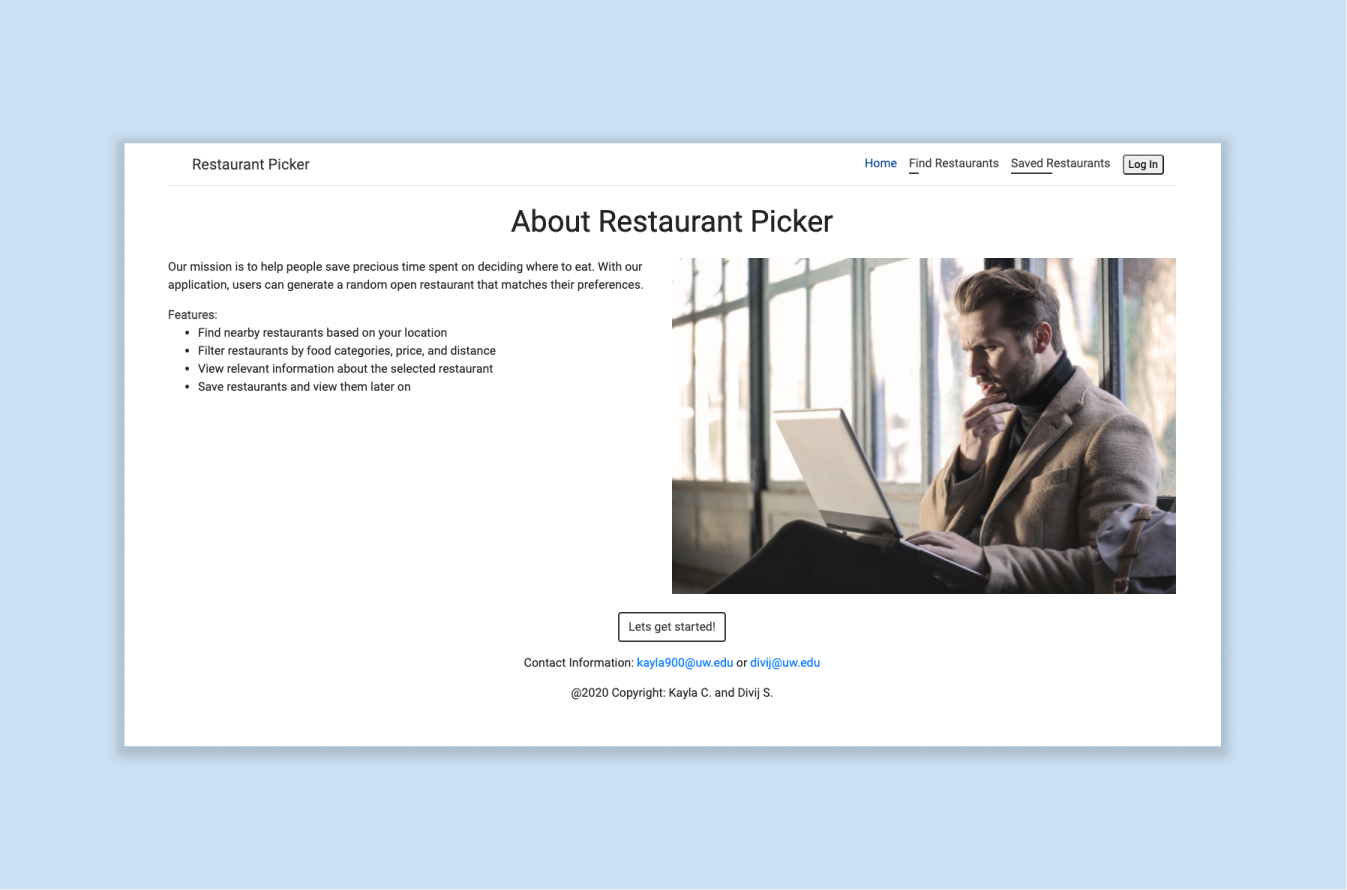 Restaurant Picker
Home Find Restaurants Saved Restaurants Log In
About Restaurant Picker
Our mission is to help people save precious time spent on deciding where to eat. With our
application, users can generate a random open restaurant that matches their preferences.
Features:
• Find nearby restaurants based on your location
• Filter restaurants by food categories, price, and distance
• View relevant information about the selected restaurant
• Save restaurants and view them later on
Lets get started!
Contact Information: kayla900@uw.edu or divij@uw.edu
@2020 Copyright: Kayla C. and Divij S.